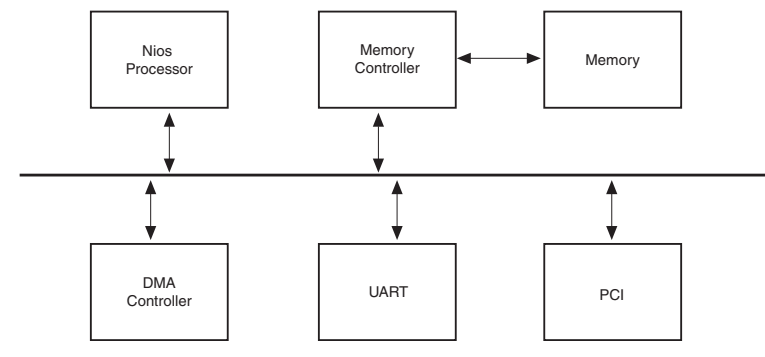 Nios
Processor
Memory
Controller
Memory
DMA
Controller
UART
PCI